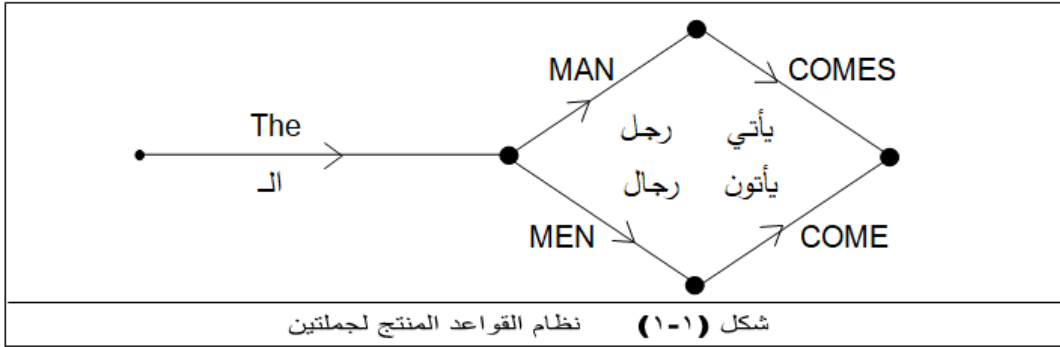 MAN COMES
The
رجل يأتي
الـ
رجال يأتون
MEN COME
شكل (١-١) نظام القواعد المنتج لجملتين